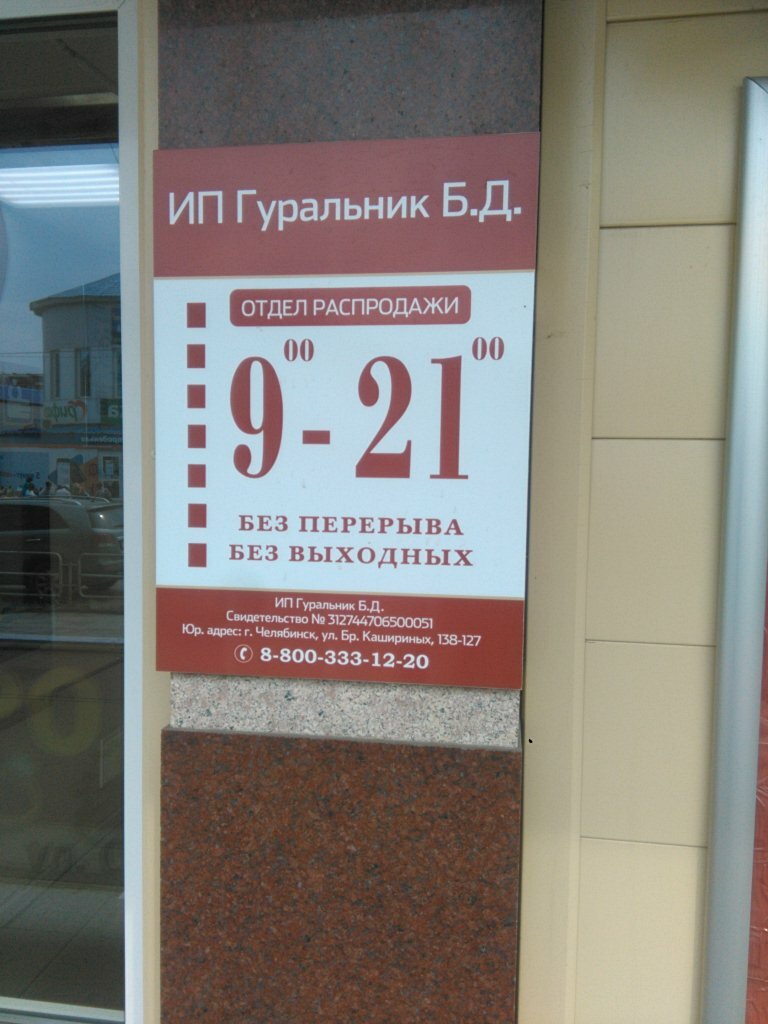 ИП Гуральник Б.Д.
ОТДЕЛ РАСПРОДАЖИ
9⁰⁰ - 21⁰⁰
БЕЗ ПЕРЕРЫВА
БЕЗ ВЫХОДНЫХ
ИП Гуральник Б.Д.
Свидетельство № 312744706500051
Юр. адрес: г. Челябинск, ул. Бр. Кашириных, 138-127
8-800-333-12-20